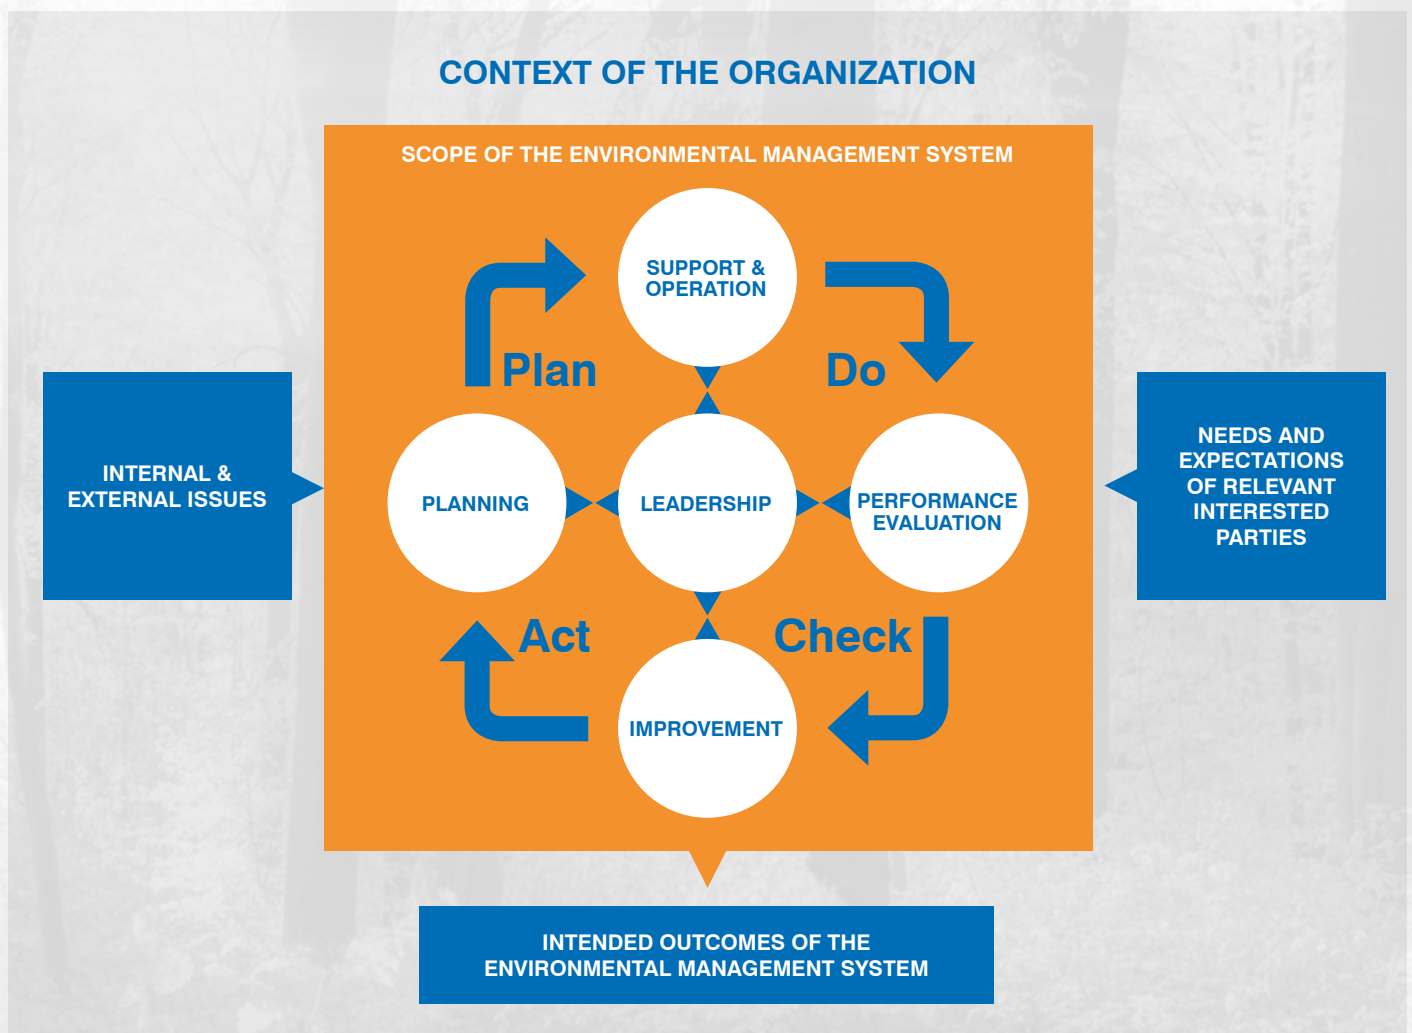 CONTEXT OF THE ORGANIZATION
SCOPE OF THE ENVIRONMENTAL MANAGEMENT SYSTEM
SUPPORT &
OPERATION
Plan
Do
INTERNAL &
EXTERNAL ISSUES
PLANNING
LEADERSHIP
PERFORMANCE
EVALUATION
NEEDS AND
EXPECTATIONS
OF RELEVANT
INTERESTED
PARTIES
Act
Check
IMPROVEMENT
INTENDED OUTCOMES OF THE
ENVIRONMENTAL MANAGEMENT SYSTEM